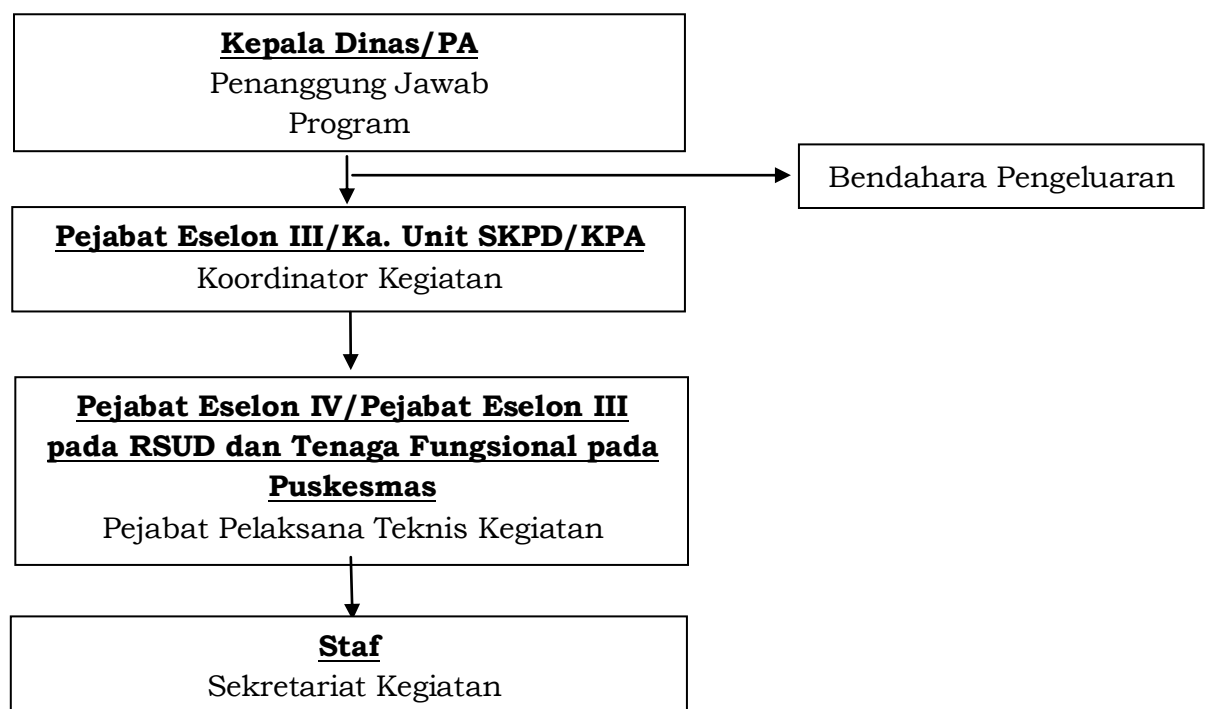 Kepala Dinas/PA
Penanggung Jawab
Program
Bendahara Pengeluaran
Pejabat Eselon III/Ka. Unit SKPD/KPA
Koordinator Kegiatan
Pejabat Eselon IV/Pejabat Eselon III
pada RSUD dan Tenaga Fungsional pada
Puskesmas
Pejabat Pelaksana Teknis Kegiatan
Staf
Sekretariat Kegiatan